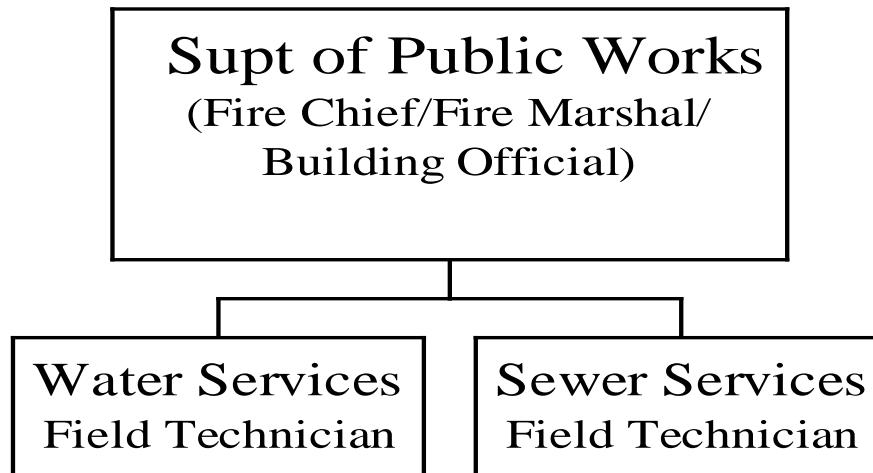 Supt of Public Works
(Fire Chief/Fire Marshal/
Building Official)
Water Services
Field Technician
Sewer Services
Field Technician